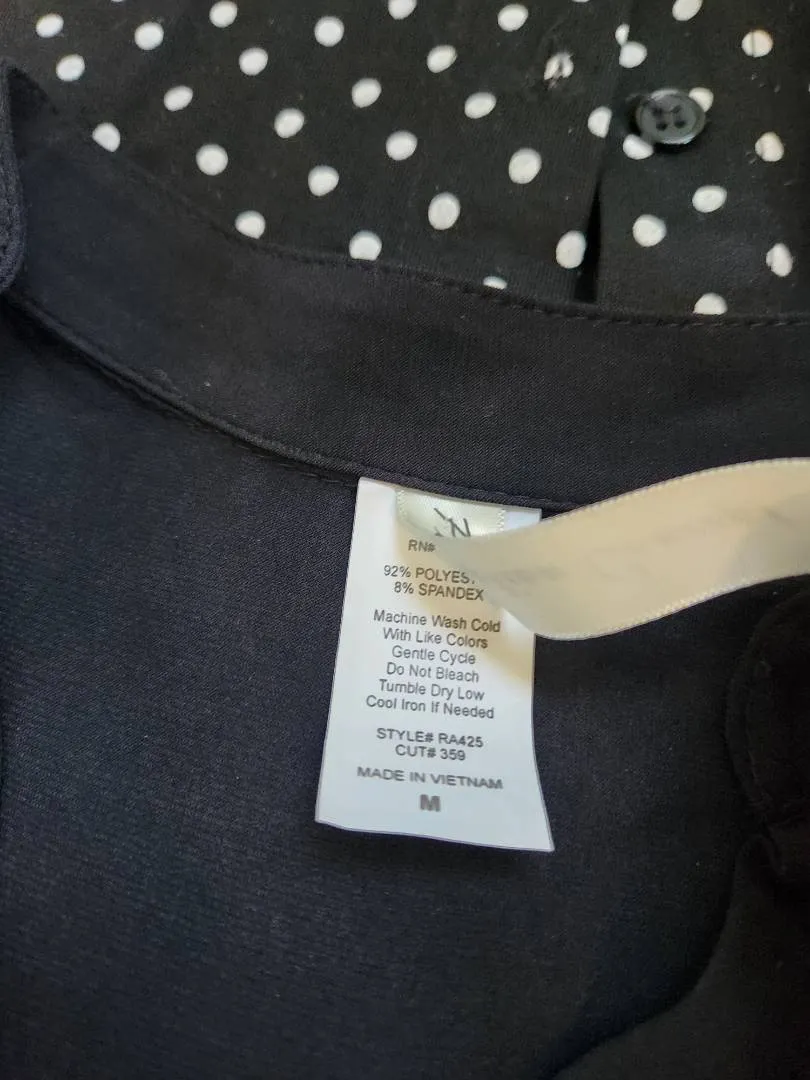 RN#
92% POLYES
8% SPANDEX
Machine Wash Cold
With Like Colors
Gentle Cycle
Do Not Bleach
Tumble Dry Low
Cool Iron If Needed
STYLE# RA425
CUT# 359
MADE IN VIETNAM
M